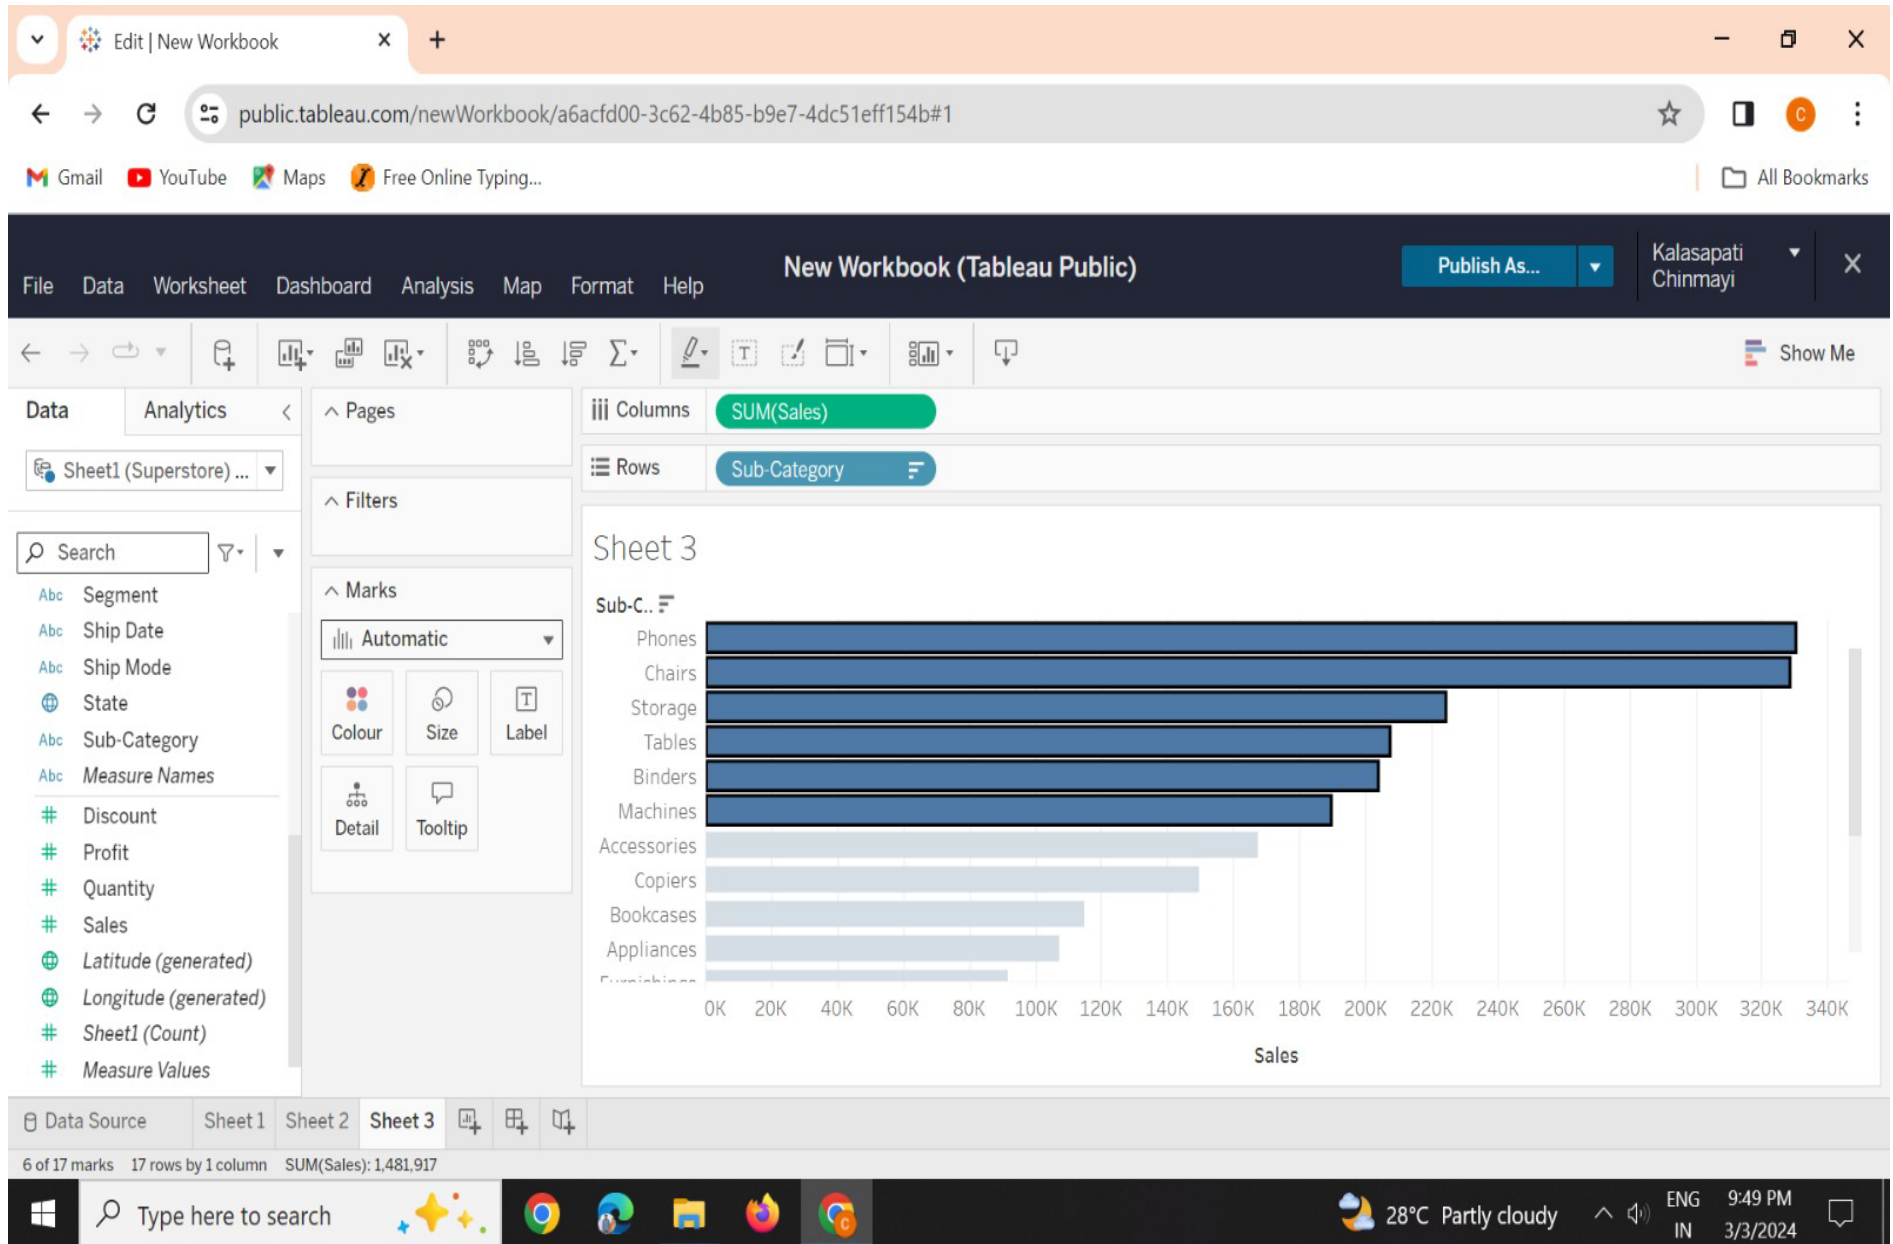 Edit | New Workbook
public.tableau.com/newWorkbook/a6acfd00-3c62-4b85-b9e7-4dc51eff154b#1
C
Gmail YouTube Maps Free Online Typing... All Bookmarks
New Workbook (Tableau Public) Publish As... Kalasapati Chinmayi
File Data Worksheet Dashboard Analysis Map Format Help
Show Me
Data Analytics Pages Columns SUM(Sales)
Sheet1 (Superstore) ... Rows Sub-Category
Filters
Search
Sheet 3
Abc Segment
Marks
Sub-C..
Abc Ship Date
Automatic
Phones
Abc Ship Mode
Chairs
State
Storage
Colour Size Label
Abc Sub-Category
Tables
Abc Measure Names
Binders
Discount
Machines
Detail Tooltip
Profit
Accessories
Quantity
Copiers
Sales
Bookcases
Latitude (generated)
Appliances
Longitude (generated)
Furnishings
0K 20K 40K 60K 80K 100K 120K 140K 160K 180K 200K 220K 240K 260K 280K 300K 320K 340K
Sheet1 (Count)
Sales
Measure Values
Data Source Sheet 1 Sheet 2 Sheet 3
6 of 17 marks 17 rows by 1 column SUM(Sales): 1,481,917
Type here to search 28°C Partly cloudy ENG 9:49 PM
IN 3/3/2024